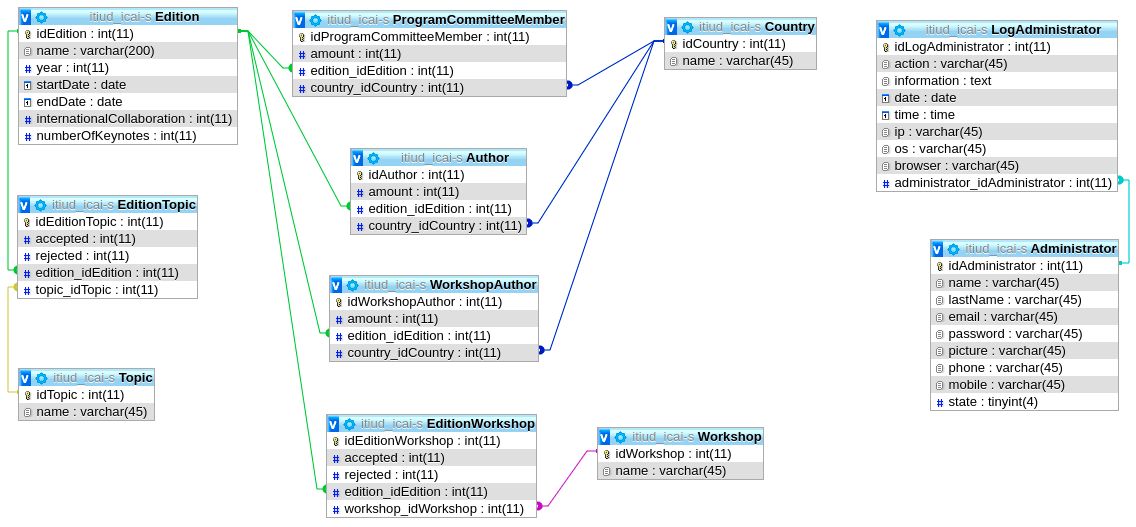 itiud_icai-s Edition
idEdition : int(11)
name : varchar(200)
year : int(11)
startDate : date
endDate : date
internationalCollaboration : int(11)
numberOfKeynotes : int(11)
itiud_icai-s ProgramCommitteeMember
idProgramCommitteeMember : int(11)
amount : int(11)
edition_idEdition : int(11)
country_idCountry : int(11)
itiud_icai-s Country
idCountry : int(11)
name : varchar(45)
itiud_icai-s LogAdministrator
idLogAdministrator : int(11)
action : varchar(45)
information : text
date : date
time : time
ip : varchar(45)
os : varchar(45)
browser : varchar(45)
administrator_idAdministrator : int(11)
itiud_icai-s Author
idAuthor : int(11)
amount : int(11)
edition_idEdition : int(11)
country_idCountry : int(11)
itiud_icai-s EditionTopic
idEditionTopic : int(11)
accepted : int(11)
rejected : int(11)
edition_idEdition : int(11)
topic_idTopic : int(11)
itiud_icai-s Administrator
idAdministrator : int(11)
name : varchar(45)
lastName : varchar(45)
email : varchar(45)
password : varchar(45)
picture : varchar(45)
phone : varchar(45)
mobile : varchar(45)
state : tinyint(4)
itiud_icai-s WorkshopAuthor
idWorkshopAuthor : int(11)
amount : int(11)
edition_idEdition : int(11)
country_idCountry : int(11)
itiud_icai-s Topic
idTopic : int(11)
name : varchar(45)
itiud_icai-s EditionWorkshop
idEditionWorkshop : int(11)
accepted : int(11)
rejected : int(11)
edition_idEdition : int(11)
workshop_idWorkshop : int(11)
itiud_icai-s Workshop
idWorkshop : int(11)
name : varchar(45)